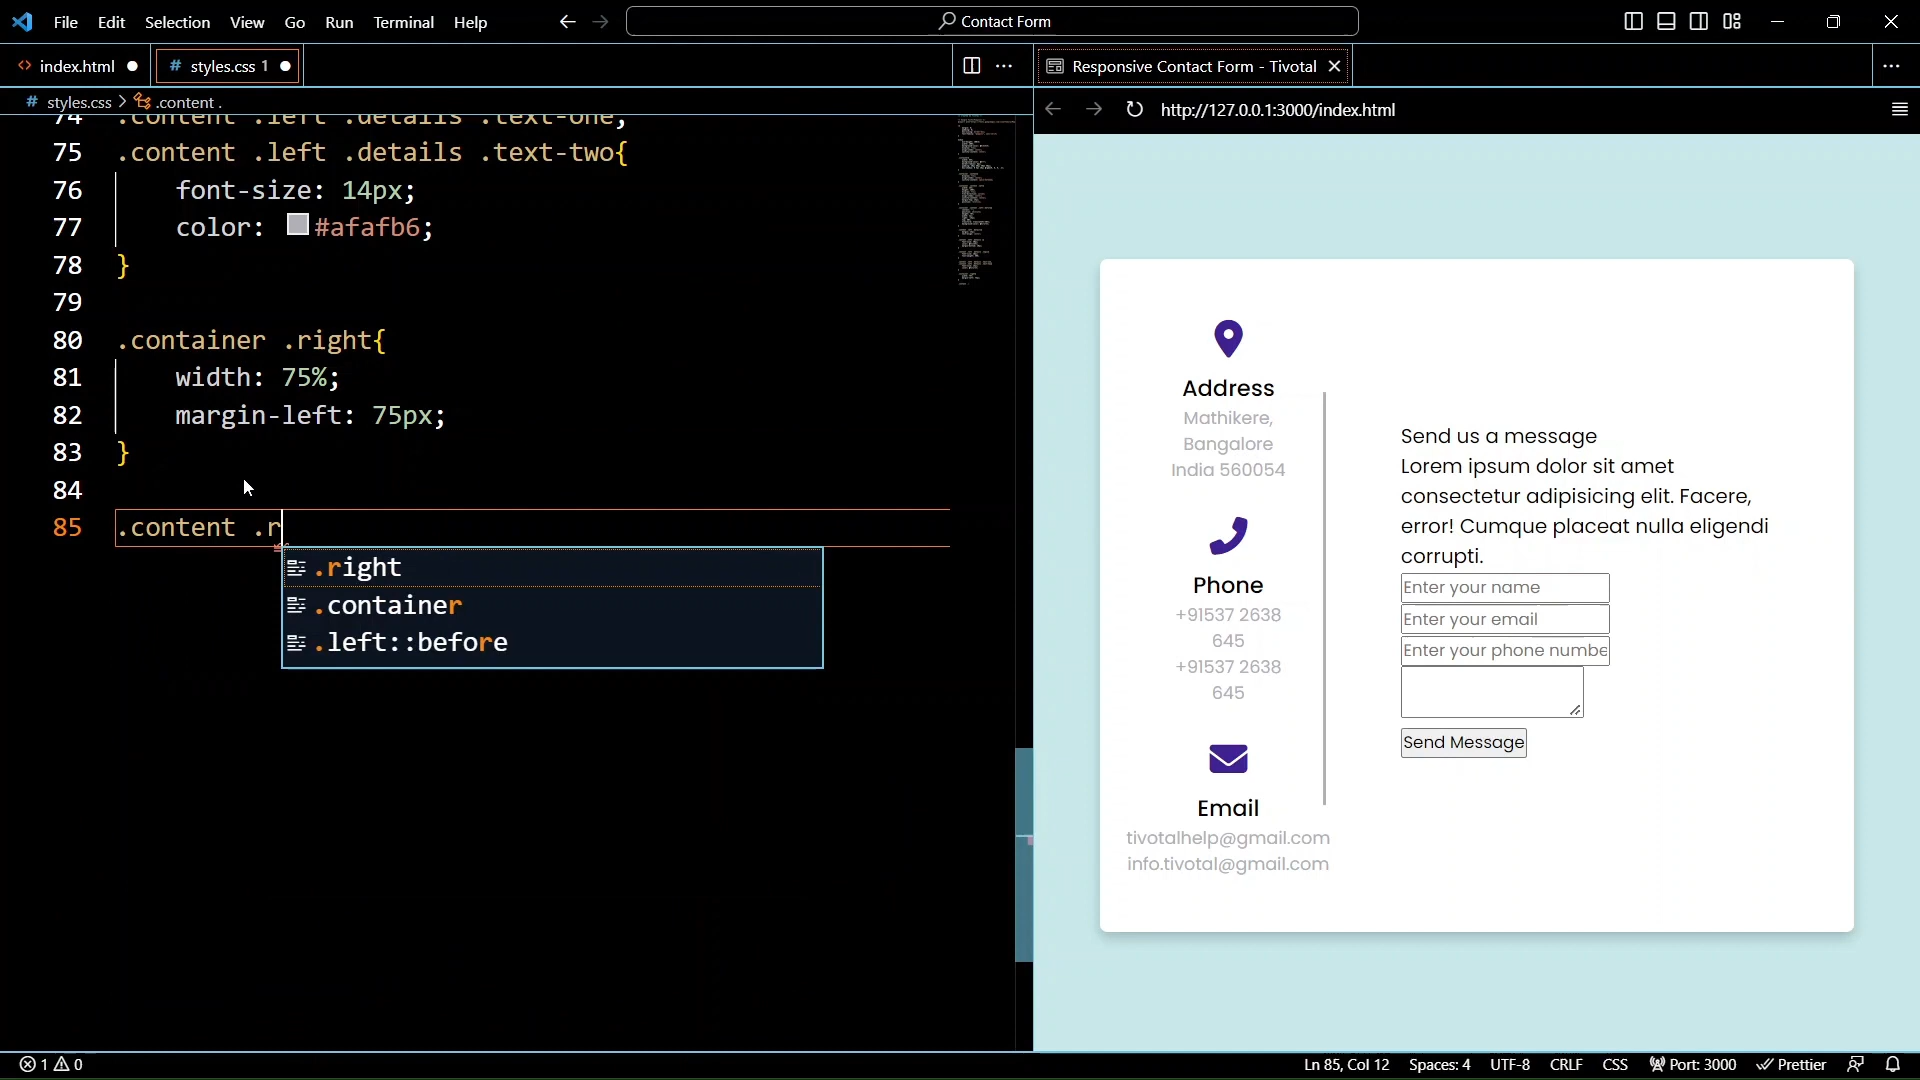 File Edit Selection View Go Run Terminal Help
Contact Form
index.html
# styles.css 1
Responsive Contact Form - Tivotal
# styles.css > .content .
http://127.0.0.1:3000/index.html
74 .content .left .details .text-one,
75 .content .left .details .text-two{
76 font-size: 14px;
77 color: #afafb6;
78 }
79
80 .container .right{
81 width: 75%;
82 margin-left: 75px;
83 }
84
85 .content .r
.right
.container
.left::before
Address
Mathikere,
Bangalore
India 560054
Phone
+91537 2638
645
+91537 2638
645
Email
tivotalhelp@gmail.com
info.tivotal@gmail.com
Send us a message
Lorem ipsum dolor sit amet
consectetur adipisicing elit. Facere,
error! Cumque placeat nulla eligendi
corrupti.
Enter your name
Enter your email
Enter your phone numbe
Send Message
1 0
Ln 85, Col 12 Spaces: 4 UTF-8 CRLF CSS Port: 3000 Prettier